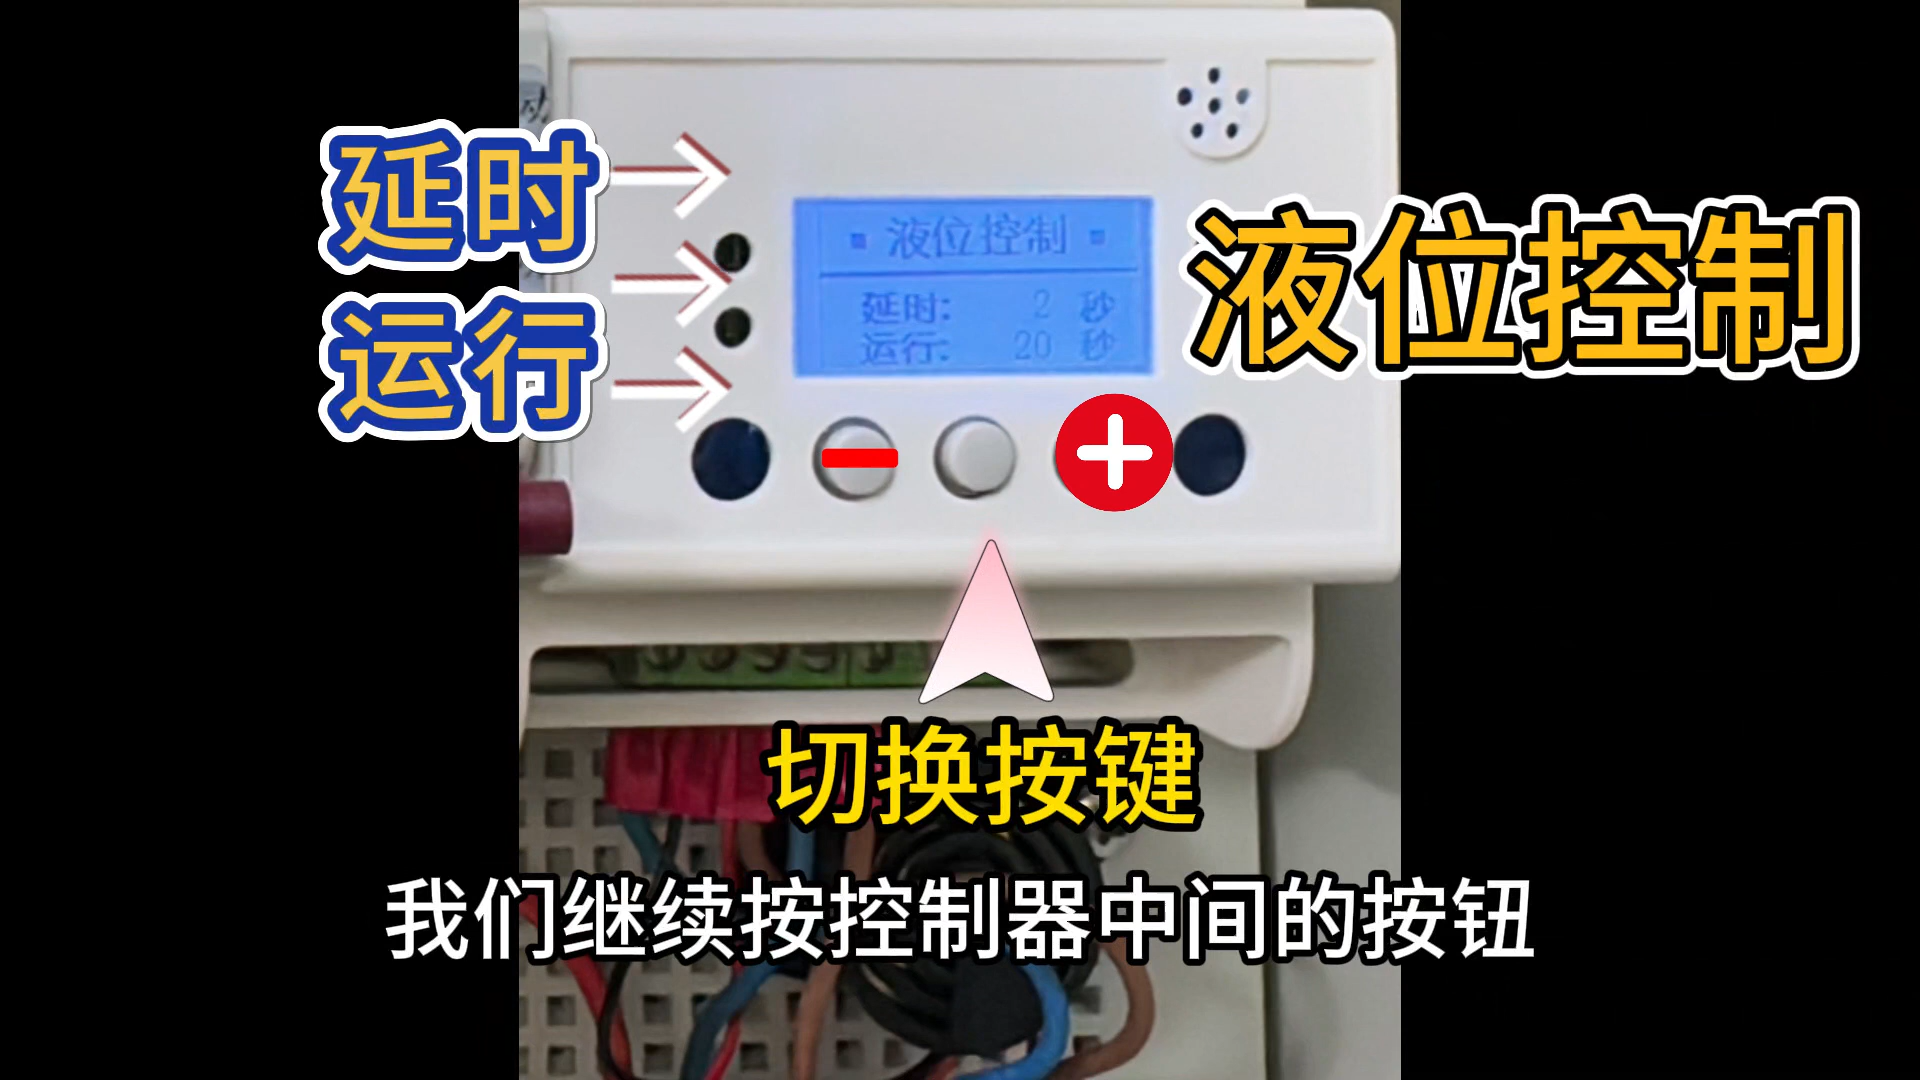 延时
运行
液位控制
延时: 2 秒
运行: 20 秒
液位控制
切换按键
我们继续按控制器中间的按钮